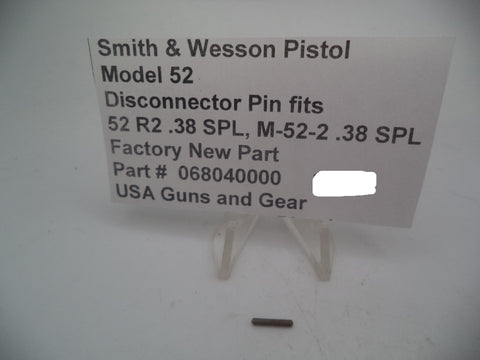 Smith & Wesson Pistol
Model .52
Disconnector Pin fits
52 R2 .38 SPL, M-52-2 .38 SPL
Factory New Part
Part # 068040000
USA Guns and Gear